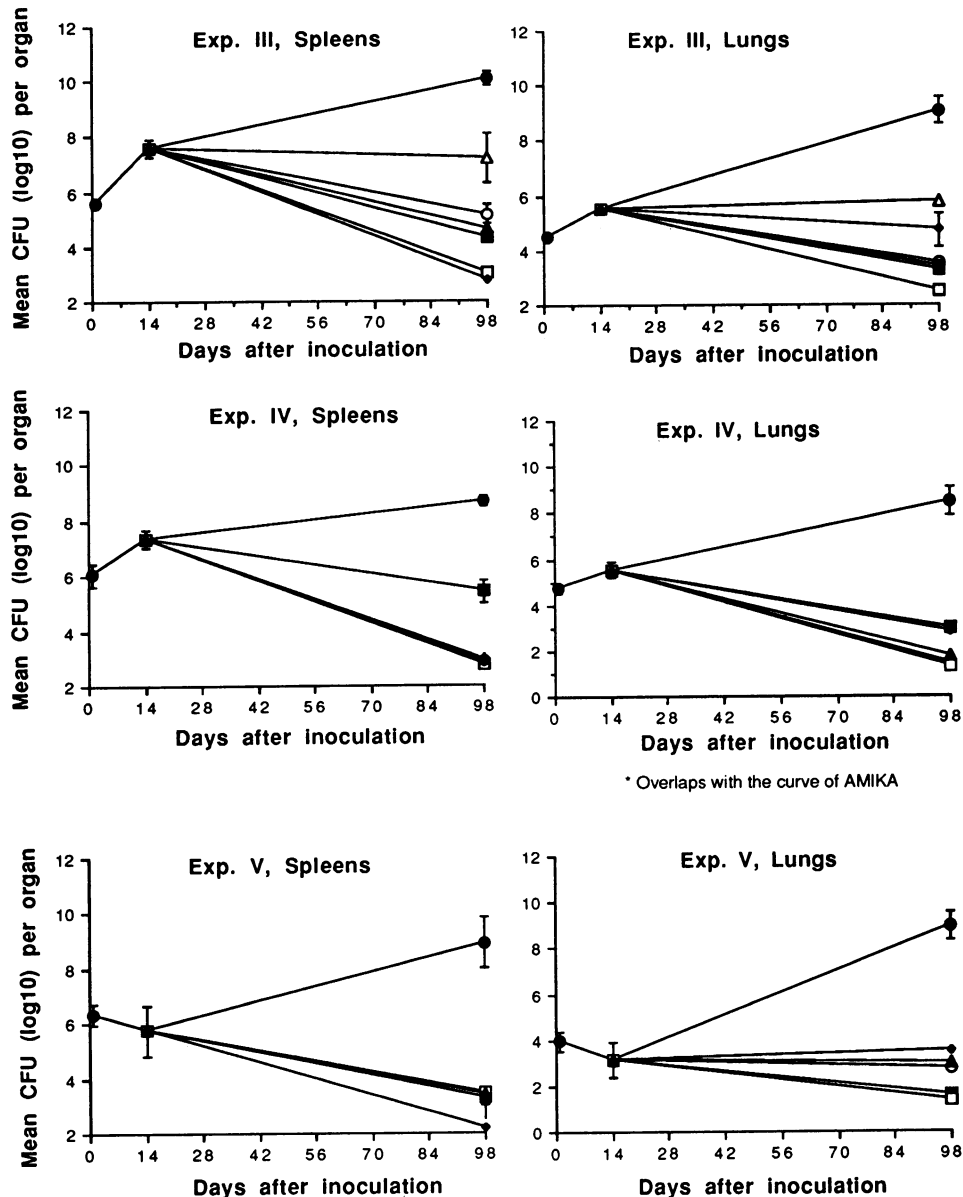 Exp. III, Spleens
Mean CFU (log10) per organ
12
10
8
6
4
2
0 14 28 42 56 70 84 98
Days after inoculation
Exp. III, Lungs
12
10
8
6
4
2
0 14 28 42 56 70 84 98
Days after inoculation
Exp. IV, Spleens
Mean CFU (log10) per organ
12
10
8
6
4
2
0 14 28 42 56 70 84 98
Days after inoculation
Exp. IV, Lungs
12
10
8
6
4
2
0
0 14 28 42 56 70 84 98
Days after inoculation
* Overlaps with the curve of AMIKA
Exp. V, Spleens
Mean CFU (log10) per organ
12
10
8
6
4
2
0 14 28 42 56 70 84 98
Days after inoculation
Exp. V, Lungs
12
10
8
6
4
2
0
0 14 28 42 56 70 84 98
Days after inoculation